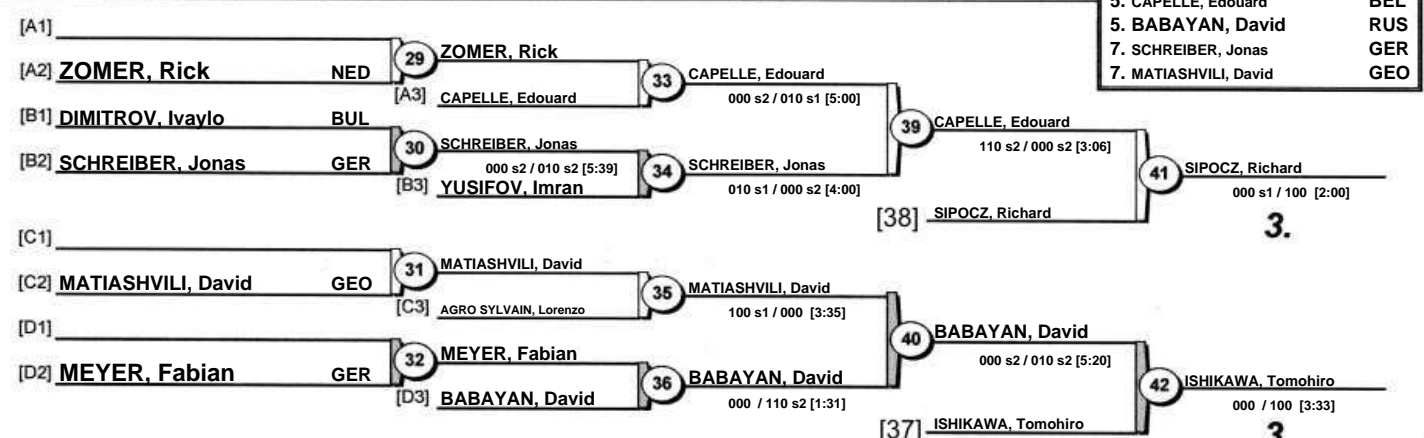 5. CAPELLE, Edouard BEL
5. BABAYAN, David RUS
7. SCHREIBER, Jonas GER
7. MATIASHVILI, David GEO
[A1]
[A2] ZOMER, Rick NED
29
ZOMER, Rick
[A3] CAPELLE, Edouard
33
CAPELLE, Edouard
000 s2 / 010 s1 [5:00]
[B1] DIMITROV, Ivaylo BUL
[B2] SCHREIBER, Jonas GER
30
SCHREIBER, Jonas
000 s2 / 010 s2 [5:39]
[B3] YUSIFOV, Imran
34
SCHREIBER, Jonas
010 s1 / 000 s2 [4:00]
39
CAPELLE, Edouard
110 s2 / 000 s2 [3:06]
[38] SIPOCZ, Richard
41
SIPOCZ, Richard
000 s1 / 100 [2:00]
3.
[C1]
[C2] MATIASHVILI, David GEO
31
MATIASHVILI, David
[C3] AGRO SYLVAIN, Lorenzo
35
MATIASHVILI, David
100 s1 / 000 [3:35]
[D1]
[D2] MEYER, Fabian GER
32
MEYER, Fabian
[D3] BABAYAN, David
36
BABAYAN, David
000 / 110 s2 [1:31]
40
BABAYAN, David
000 s2 / 010 s2 [5:20]
[37] ISHIKAWA, Tomohiro
42
ISHIKAWA, Tomohiro
000 / 100 [3:33]
3